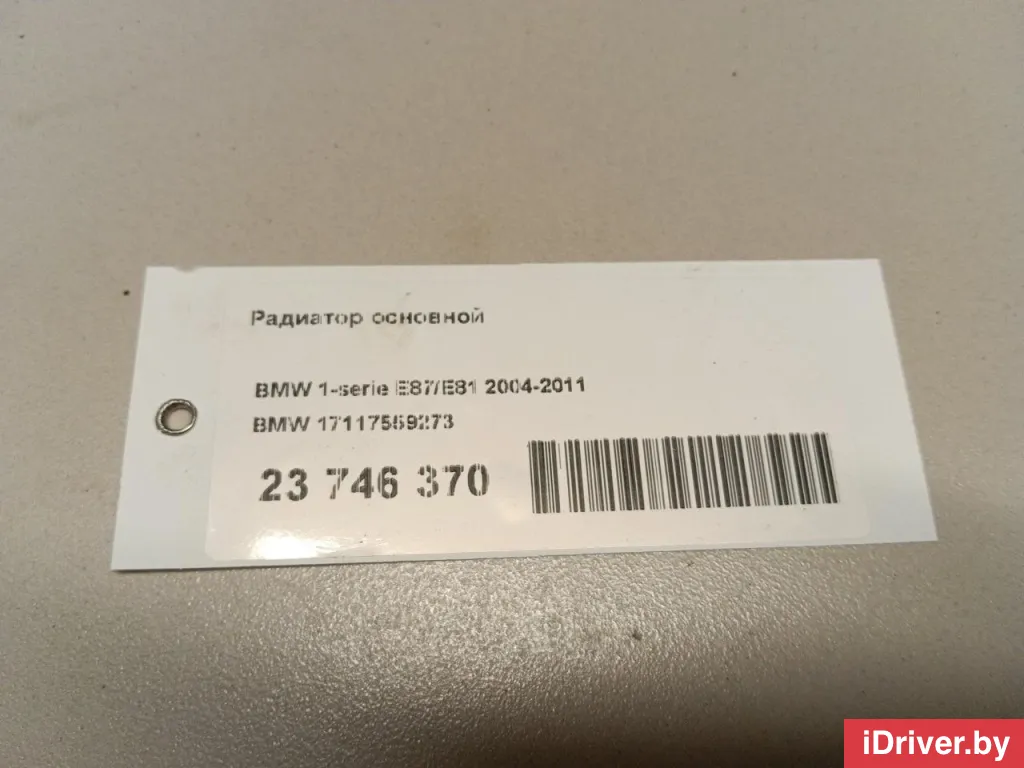 Радиатор основной
BMW 1-serie E87/E81 2004-2011
BMW 17117559273
23 746 370
iDriver.by